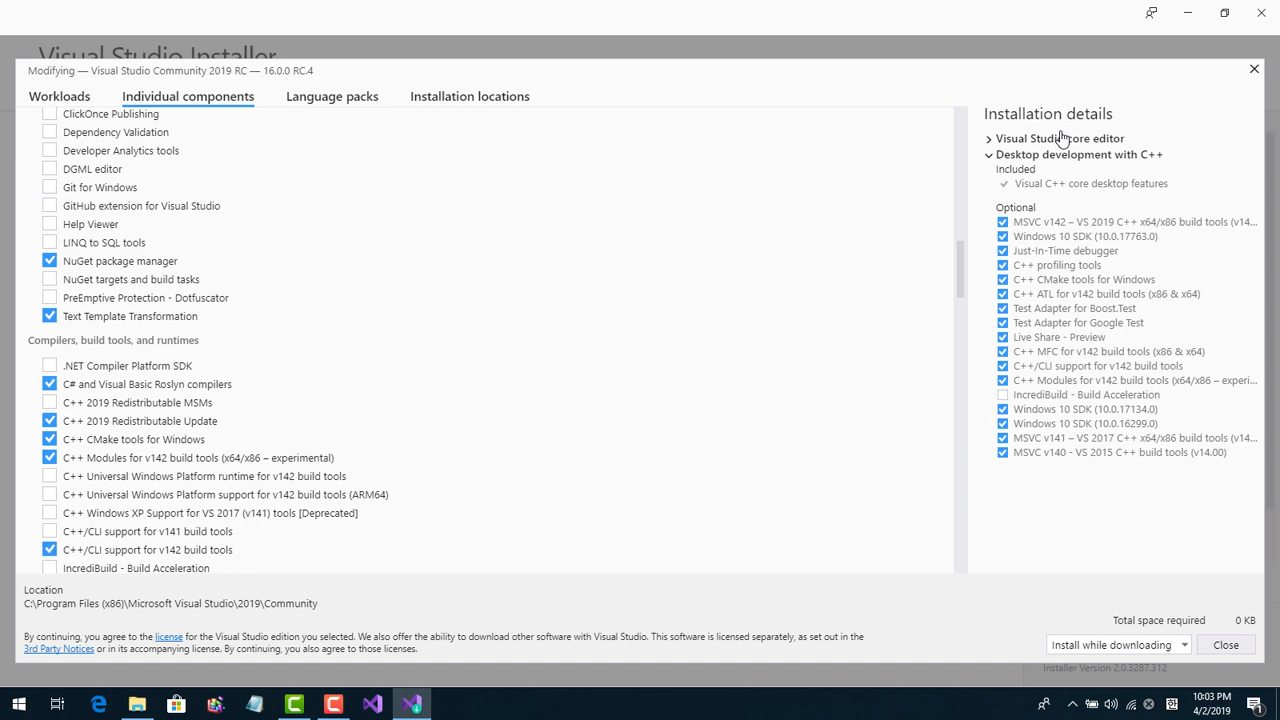 Visual Studio Installer
Modifying — Visual Studio Community 2019 RC — 16.0.0 RC.4
Workloads
Individual components
Language packs
Installation locations
ClickOnce Publishing
Dependency Validation
Developer Analytics tools
DGML editor
Git for Windows
GitHub extension for Visual Studio
Help Viewer
LINQ to SQL tools
NuGet package manager
NuGet targets and build tasks
PreEmptive Protection - Dotfuscator
Text Template Transformation
Compilers, build tools, and runtimes
.NET Compiler Platform SDK
C# and Visual Basic Roslyn compilers
C++ 2019 Redistributable MSMs
C++ 2019 Redistributable Update
C++ CMake tools for Windows
C++ Modules for v142 build tools (x64/x86 – experimental)
C++ Universal Windows Platform runtime for v142 build tools
C++ Universal Windows Platform support for v142 build tools (ARM64)
C++ Windows XP Support for VS 2017 (v141) tools [Deprecated]
C++/CLI support for v141 build tools
C++/CLI support for v142 build tools
IncrediBuild - Build Acceleration
Installation details
Visual Studio core editor
Desktop development with C++
Included
Visual C++ core desktop features
Optional
MSVC v142 – VS 2019 C++ x64/x86 build tools (v14...
Windows 10 SDK (10.0.17763.0)
Just-In-Time debugger
C++ profiling tools
C++ CMake tools for Windows
C++ ATL for v142 build tools (x86 & x64)
Test Adapter for Boost.Test
Test Adapter for Google Test
Live Share - Preview
C++ MFC for v142 build tools (x86 & x64)
C++/CLI support for v142 build tools
C++ Modules for v142 build tools (x64/x86 – experi...
IncrediBuild - Build Acceleration
Windows 10 SDK (10.0.17134.0)
Windows 10 SDK (10.0.16299.0)
MSVC v141 – VS 2017 C++ x64/x86 build tools (v14...
MSVC v140 - VS 2015 C++ build tools (v14.00)
Location
C:\Program Files (x86)\Microsoft Visual Studio\2019\Community
Total space required 0 KB
By continuing, you agree to the license for the Visual Studio edition you selected. We also offer the ability to download other software with Visual Studio. This software is licensed separately, as set out in the
3rd Party Notices or in its accompanying license. By continuing, you also agree to those licenses.
Install while downloading
Close
Installer Version 2.0.3287.312
10:03 PM
4/2/2019